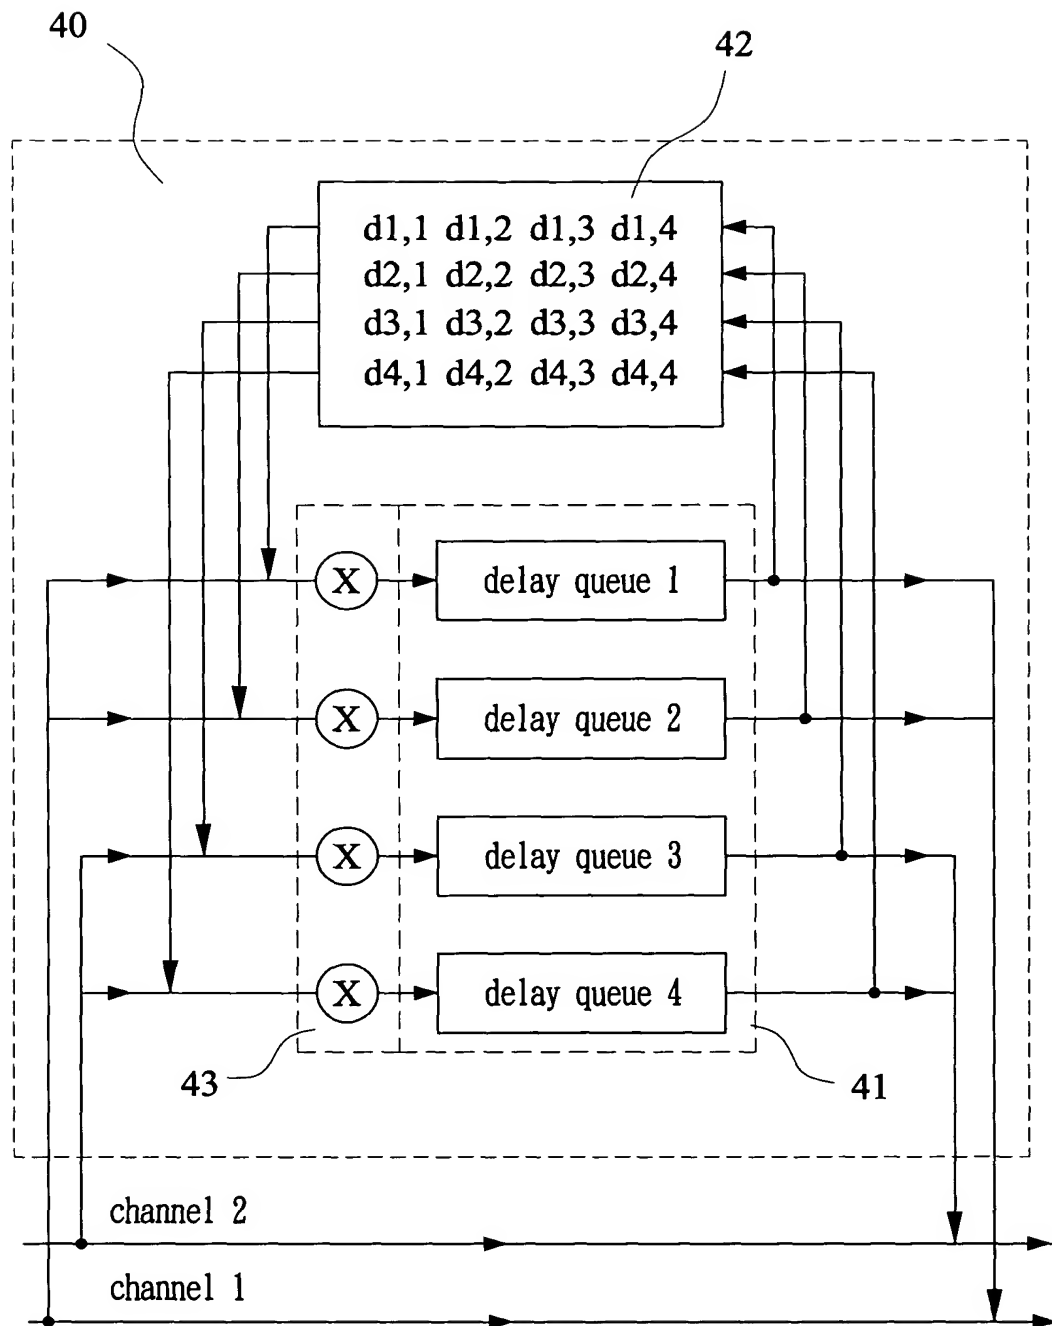 40
42
d1,1 d1,2 d1,3 d1,4
d2,1 d2,2 d2,3 d2,4
d3,1 d3,2 d3,3 d3,4
d4,1 d4,2 d4,3 d4,4
X delay queue 1
X delay queue 2
X delay queue 3
X delay queue 4
43
41
channel 2
channel 1